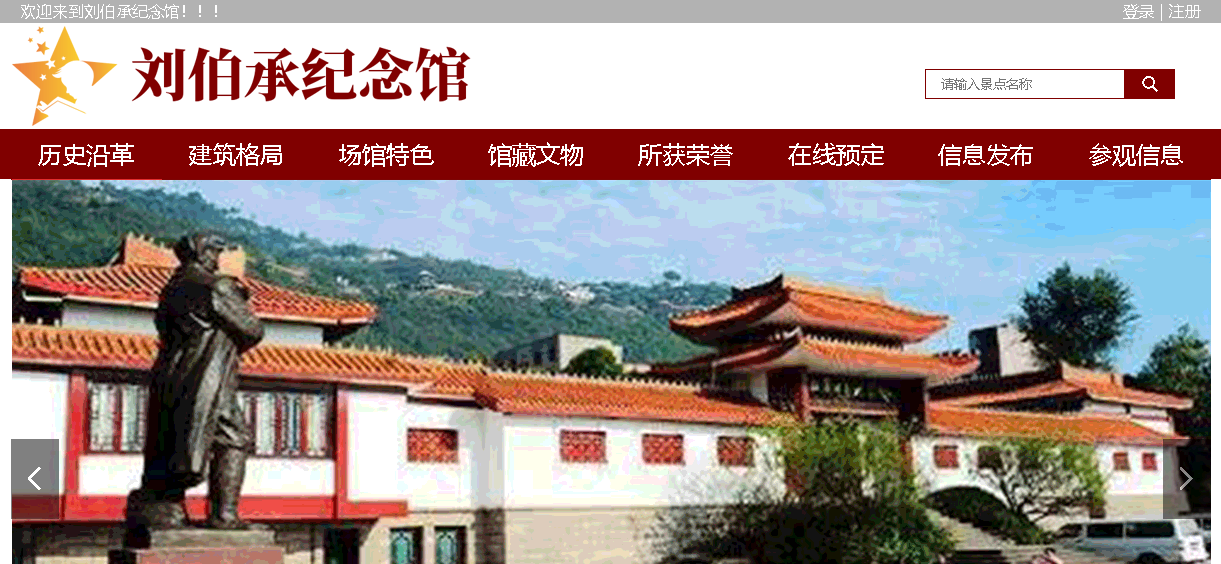 欢迎来到刘伯承纪念馆！！！
登录 | 注册
刘伯承纪念馆
请输入景点名称
历史沿革 建筑格局 场馆特色 馆藏文物 所获荣誉 在线预定 信息发布 参观信息